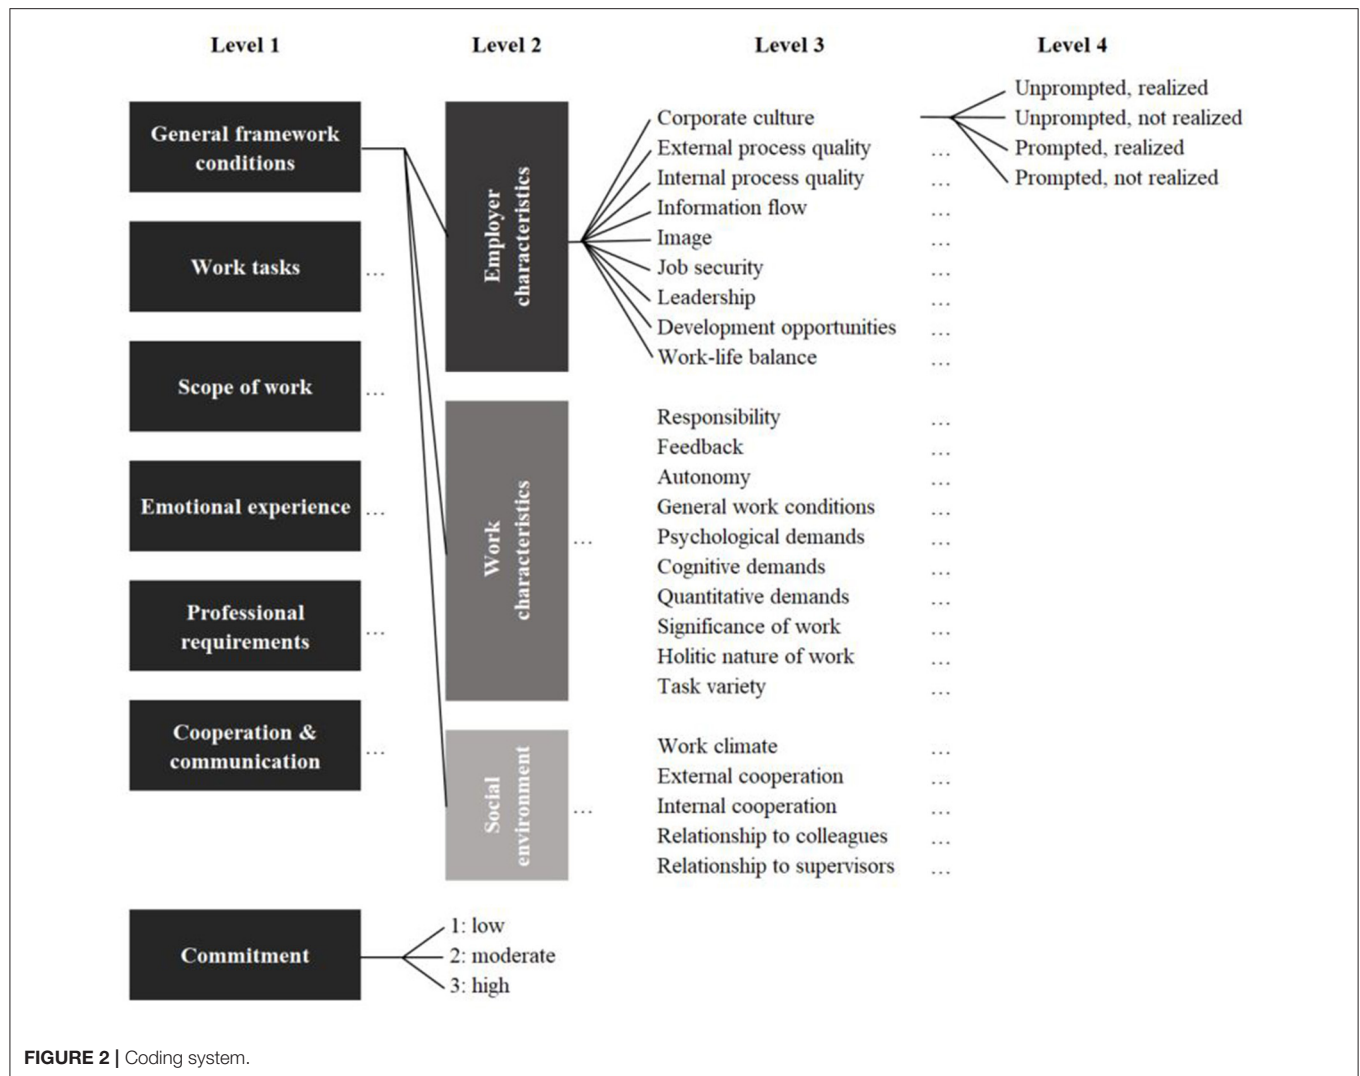 Level 1
Level 2
Level 3
Level 4
General framework
conditions
Work tasks
…
Scope of work
…
Emotional experience
…
Professional
requirements
…
Cooperation &
communication
…
Employer
characteristics
Work
characteristics
…
Social
environment
…
Corporate culture
External process quality …
Internal process quality …
Information flow …
Image …
Job security …
Leadership …
Development opportunities …
Work-life balance …
Responsibility …
Feedback …
Autonomy …
General work conditions …
Psychological demands …
Cognitive demands …
Quantitative demands …
Significance of work …
Holitic nature of work …
Task variety …
Work climate …
External cooperation …
Internal cooperation …
Relationship to colleagues …
Relationship to supervisors …
Unprompted, realized
Unprompted, not realized
Prompted, realized
Prompted, not realized
Commitment
1: low
2: moderate
3: high
FIGURE 2 | Coding system.